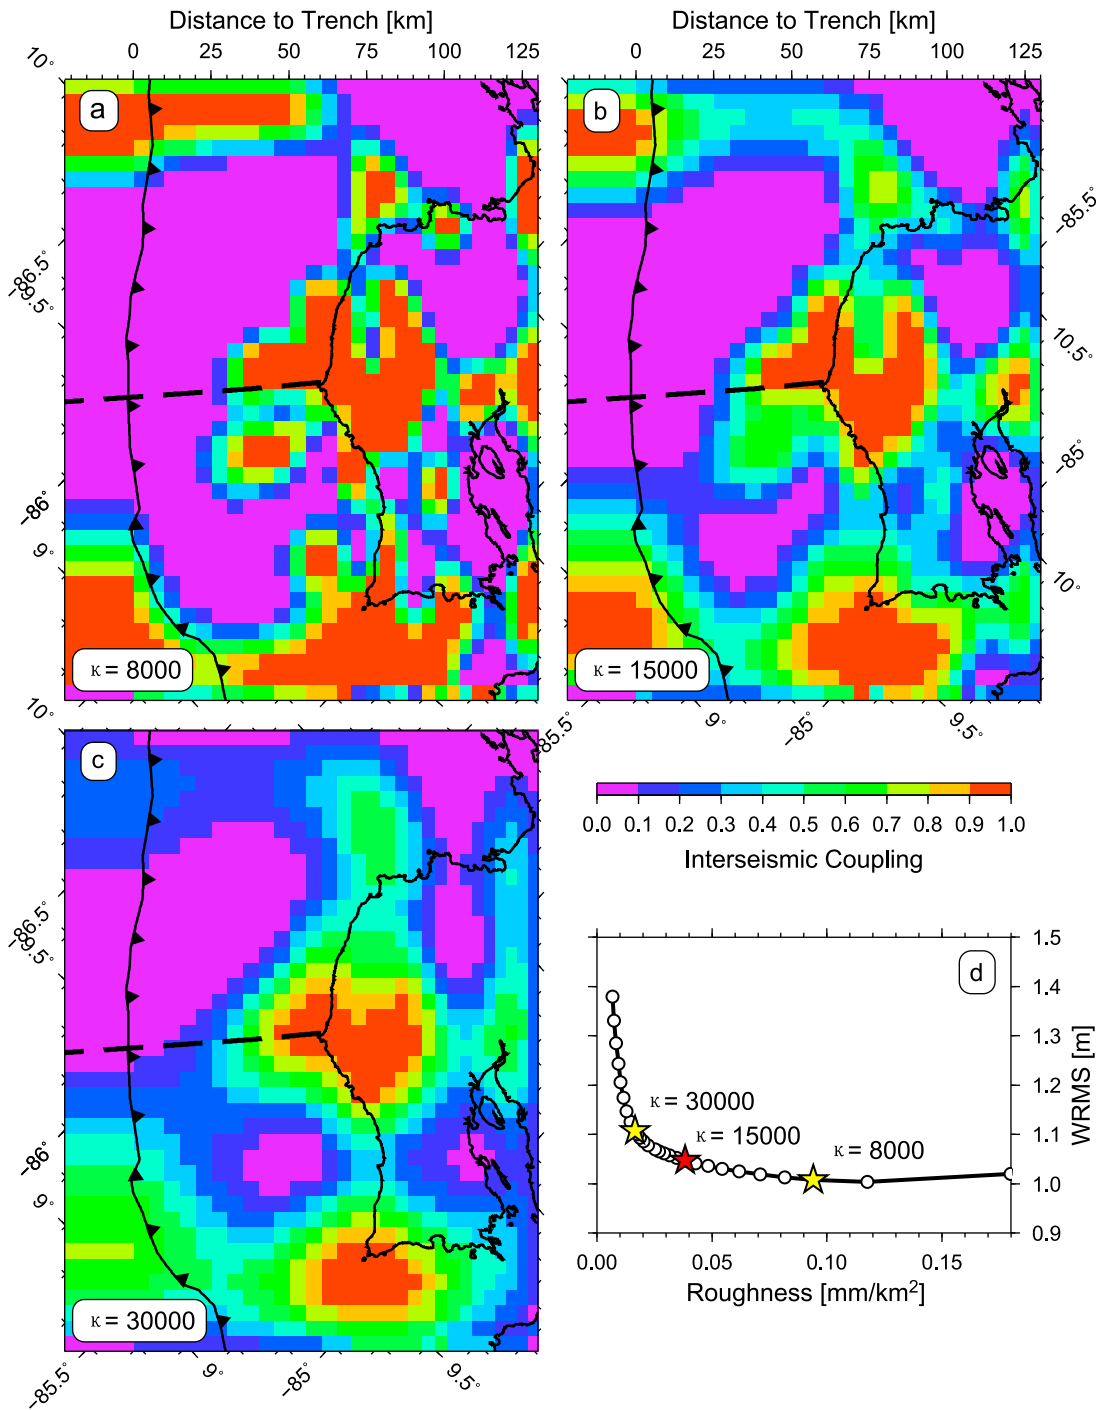 Distance to Trench [km]
Distance to Trench [km]
0 25 50 75 100 125
0 25 50 75 100 125
10°
a
b
-85.5°
-86.5°
-89.5°
10.5°
-85°
-86°
9°
10°
κ = 8000
κ = 15000
10°
-85.5°
9°
-85°
9.5°
c
0.0 0.1 0.2 0.3 0.4 0.5 0.6 0.7 0.8 0.9 1.0
Interseismic Coupling
-86.5°
-89.5°
1.5
d
1.4
1.3
1.2
κ = 30000
1.1
κ = 15000
κ = 8000
1.0
0.9
WRMS [m]
0.00 0.05 0.10 0.15
Roughness [mm/km²]
-86°
9°
κ = 30000
-85.5°
9°
-85°
9.5°